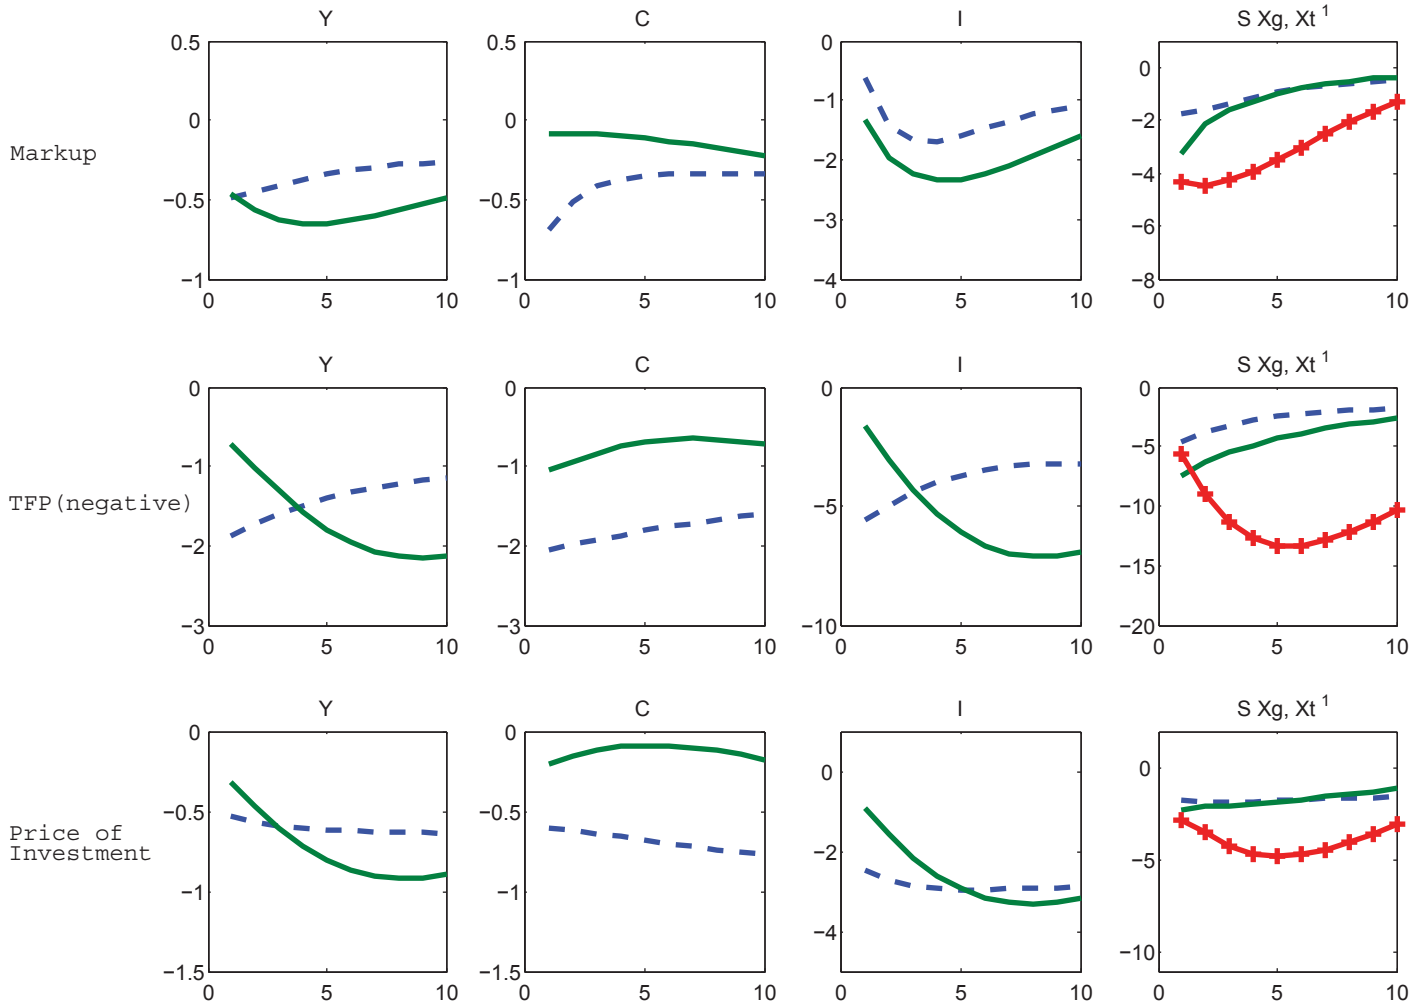 Y C I S Xg, Xt 1
0.5 0.5 0 0
0 0 −1 −2
Markup
−0.5 −0.5 −2 −4
−3 −6
−1 −1 −4 −8
0 5 10 0 5 10 0 5 10 0 5 10
Y C I S Xg, Xt 1
0 0 0 0
−1 −1 −5
TFP(negative)
−5 −10
−2 −2 −15
−3 −3 −10 −20
0 5 10 0 5 10 0 5 10 0 5 10
Y C I S Xg, Xt 1
0 0 0 0
−0.5 −0.5 −2
Price of
Investment
−5
−1 −1 −4 −10
−1.5 −1.5
0 5 10 0 5 10 0 5 10 0 5 10